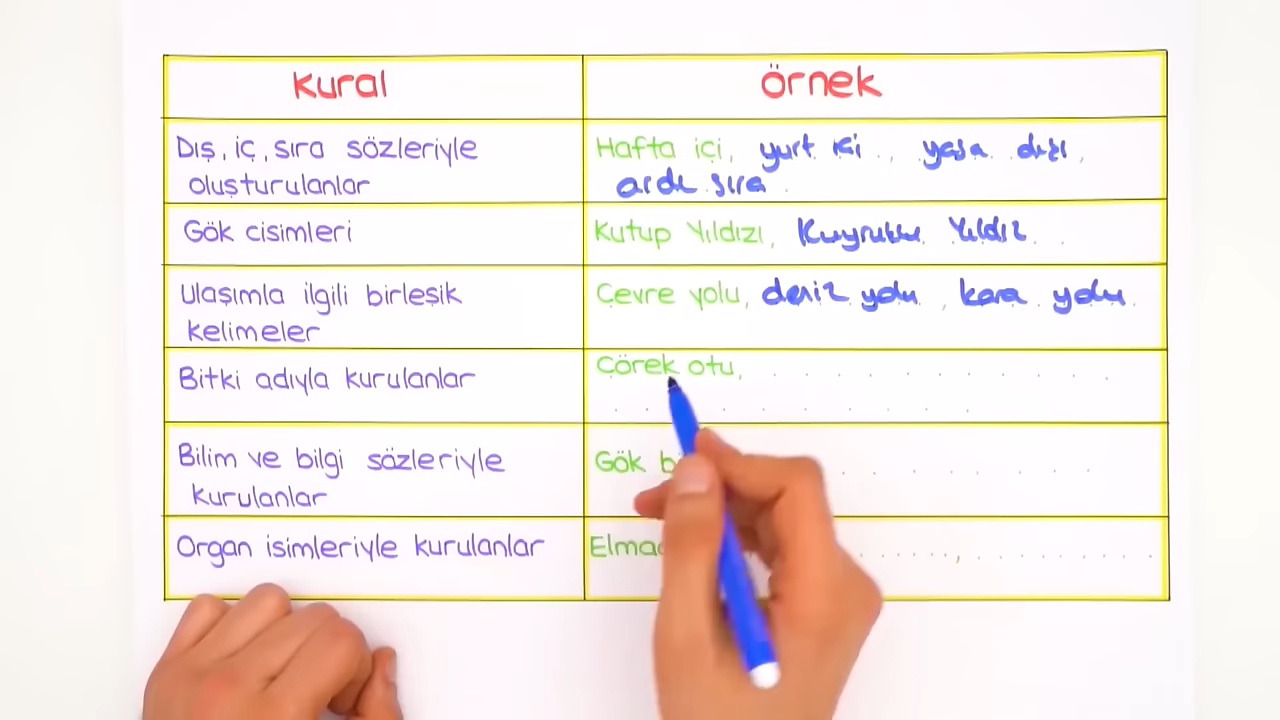 Kural
Örnek
Dış, iç, sıra sözleriyle
oluşturulanlar
Hafta içi, yurt içi, yasa dışı,
ardı sıra
Gök cisimleri
Kutup Yıldızı, Kuyruklu Yıldız
Ulaşımla ilgili birleşik
kelimeler
Çevre yolu, deniz yolu, kara yolu
Bitki adıyla kurulanlar
Çörek otu,
Bilim ve bilgi sözleriyle
kurulanlar
Gök
Organ isimleriyle kurulanlar